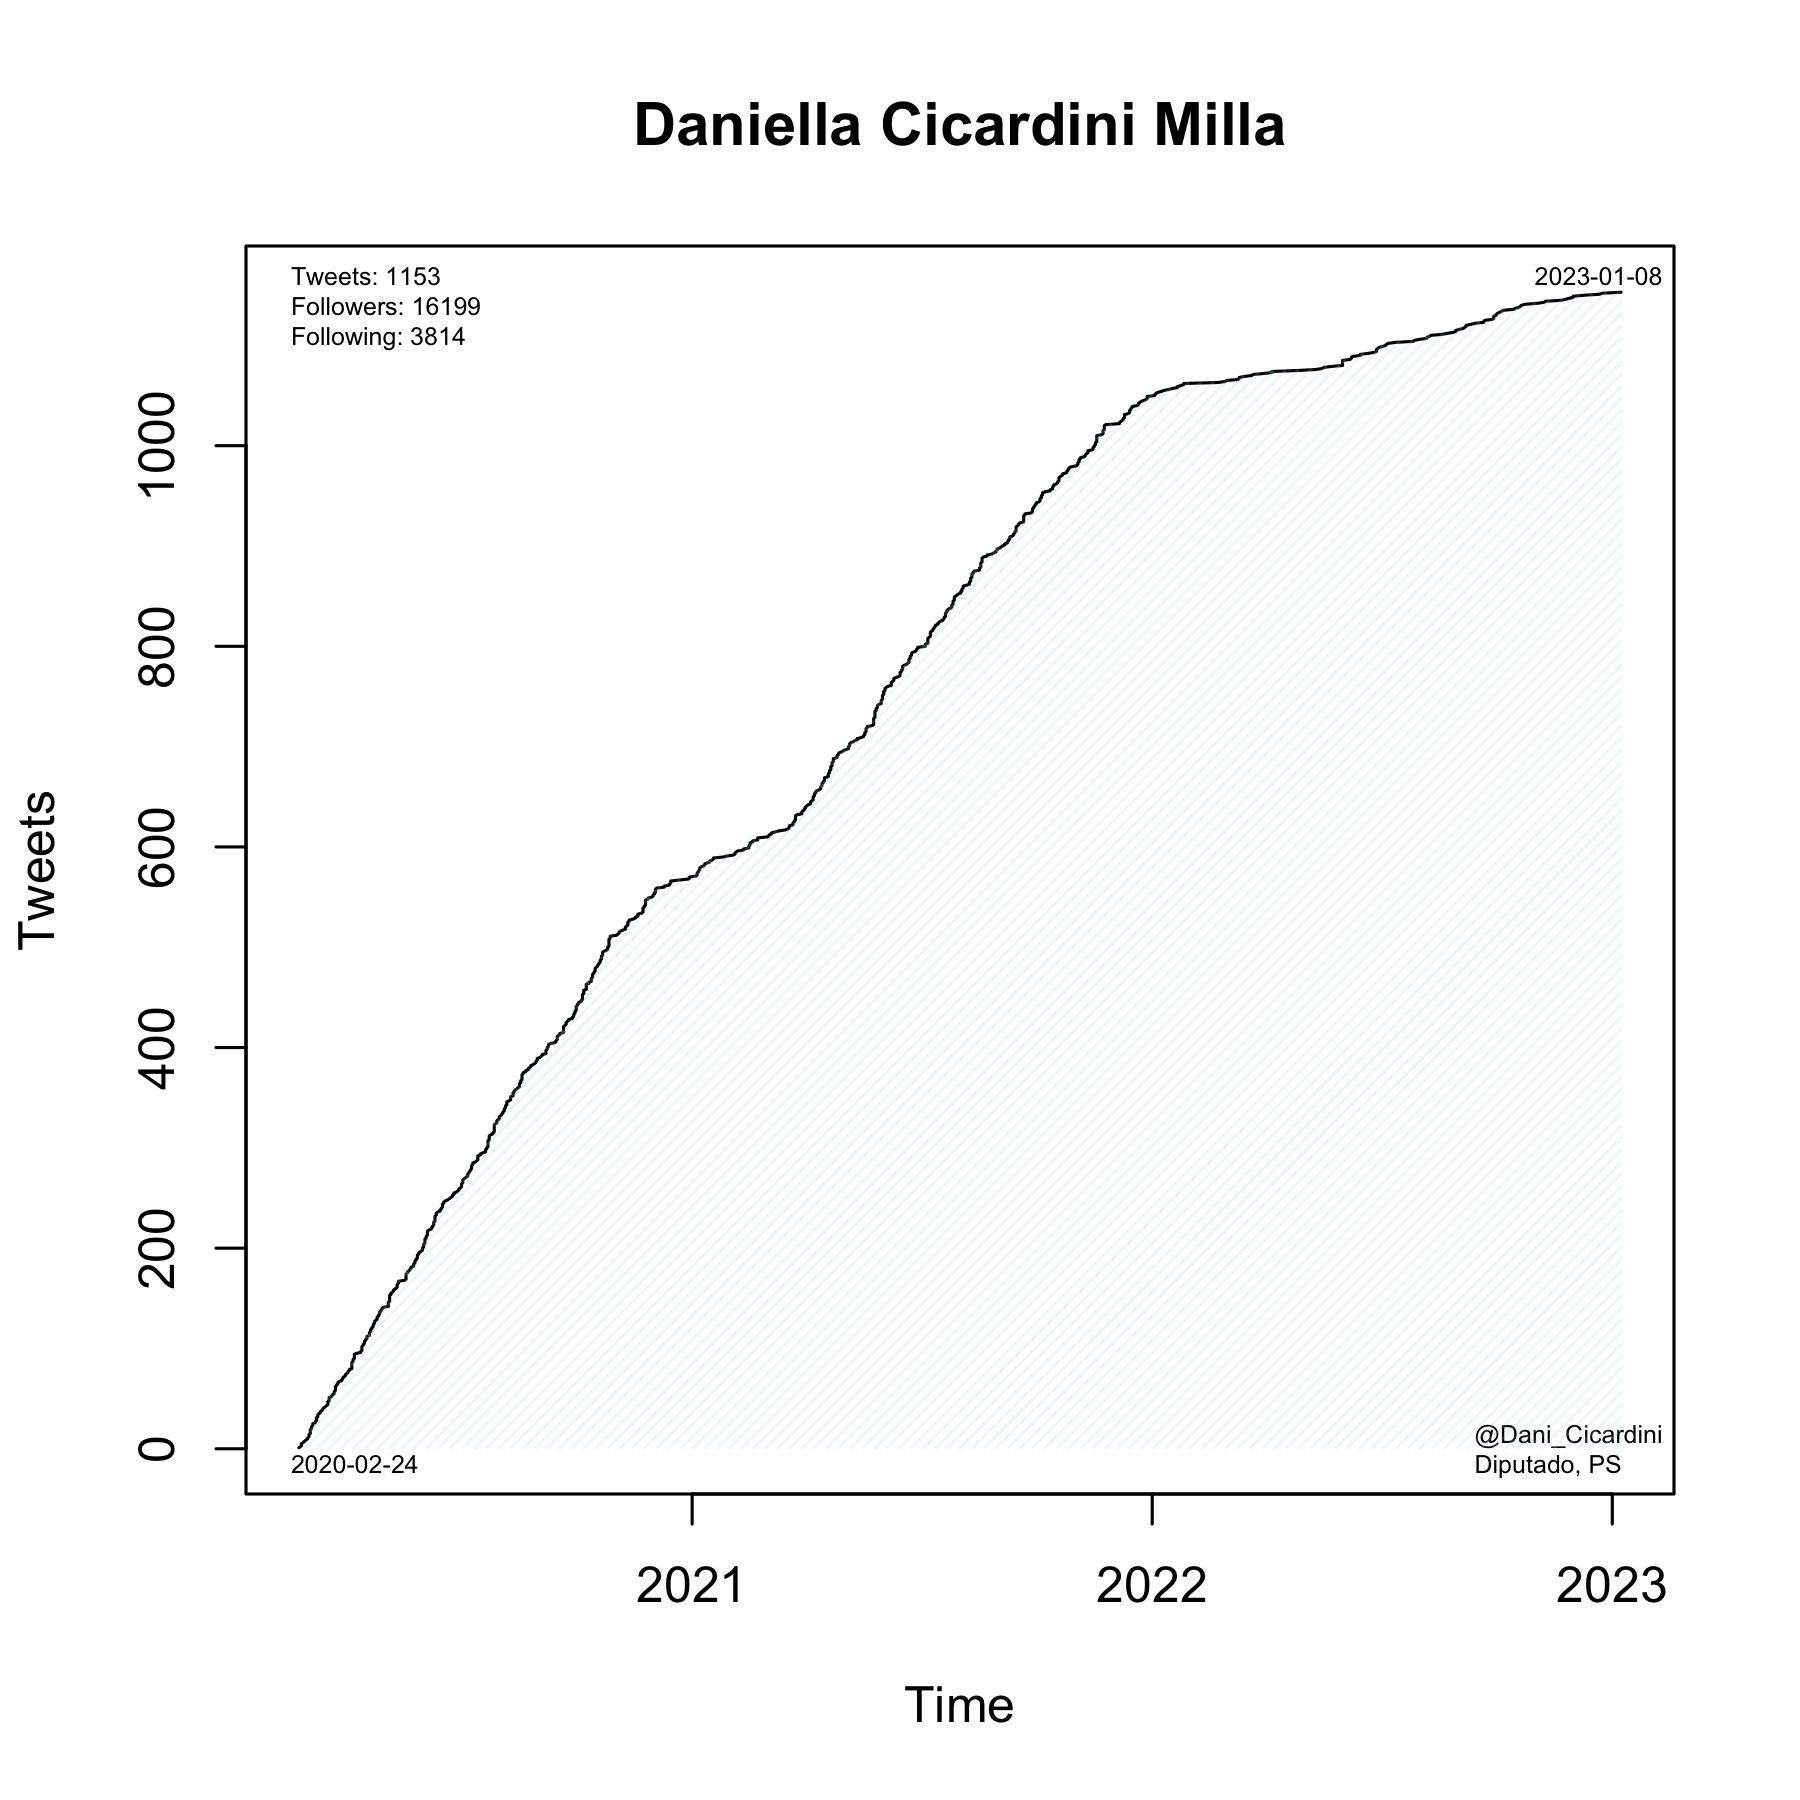 Daniella Cicardini Milla
Tweets: 1153
Followers: 16199
Following: 3814
2023-01-08
1000
800
600
400
200
0
Tweets
2020-02-24
@Dani_Cicardini
Diputado, PS
2021 2022 2023
Time